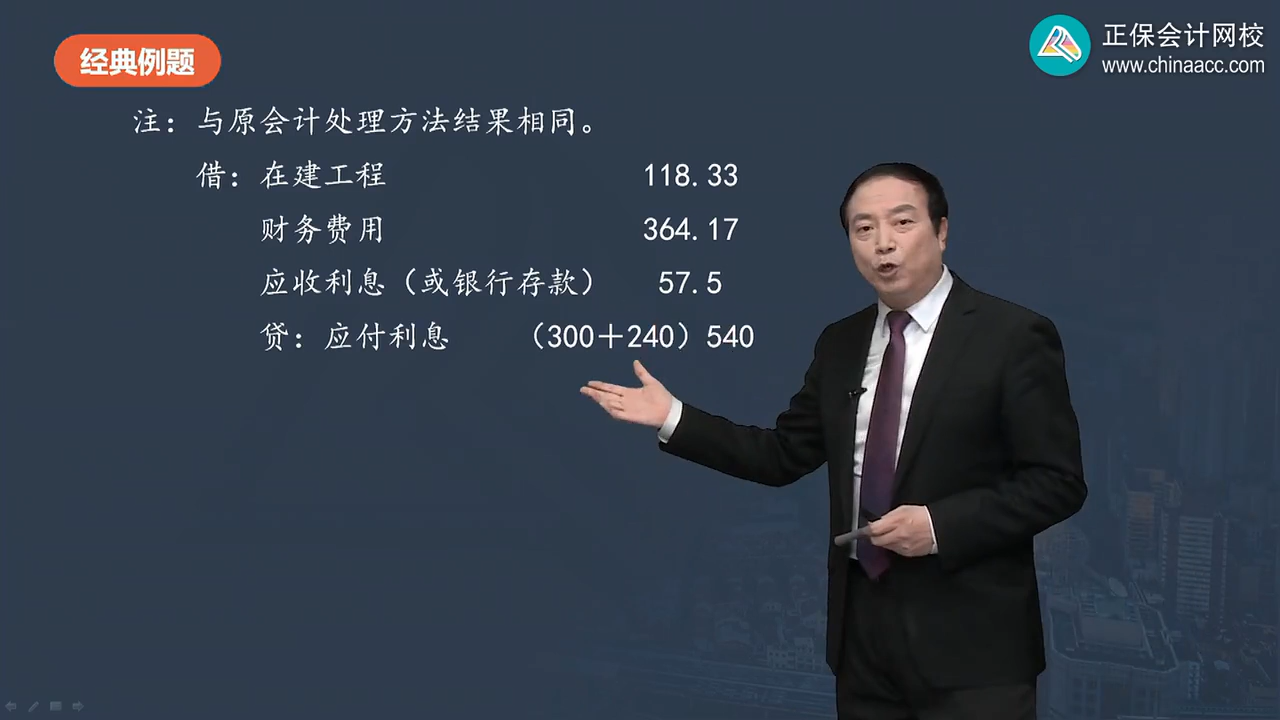 经典例题
正保会计网校
www.chinaacc.com
注：与原会计处理方法结果相同。
借：在建工程 118.33
财务费用 364.17
应收利息（或银行存款） 57.5
贷：应付利息 （300＋240）540